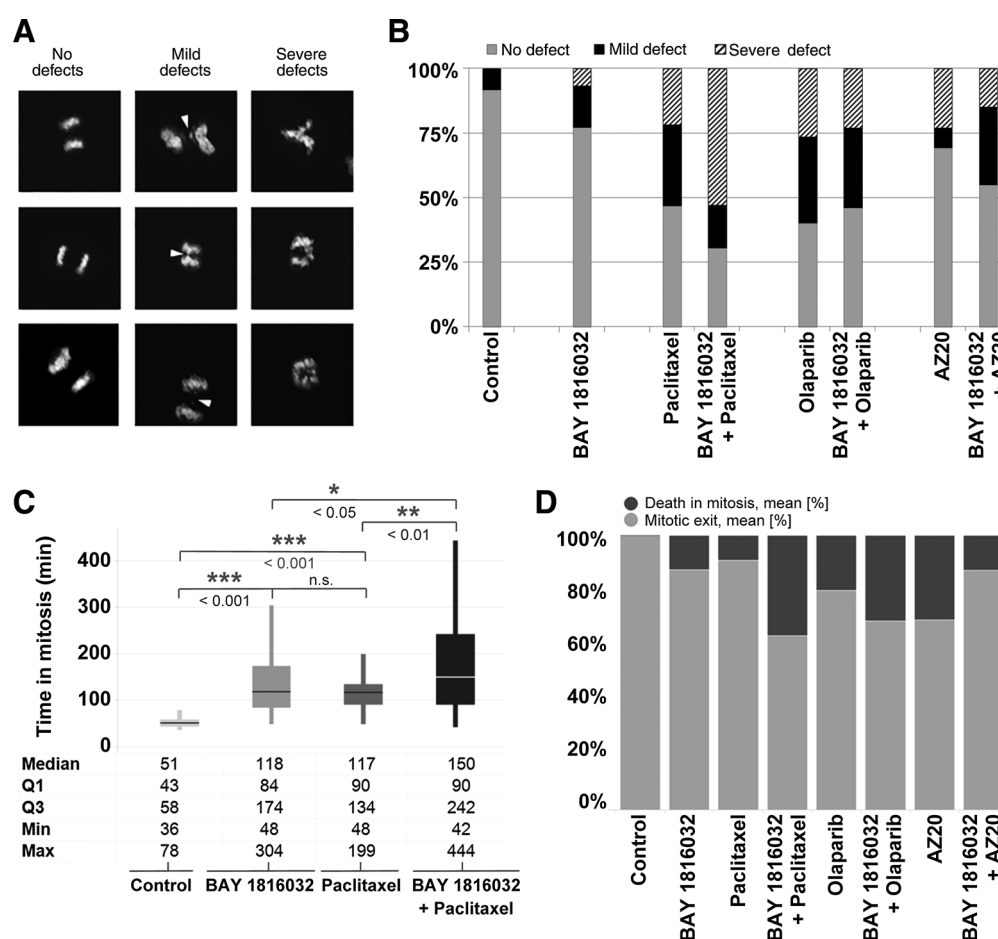 A
No
defects
Mild
defects
Severe
defects
B
No defect
Mild defect
Severe defect
100%
75%
50%
25%
0%
Control
BAY 1816032
Paclitaxel
BAY 1816032
+ Paclitaxel
Olaparib
BAY 1816032
+ Olaparib
AZ20
BAY 1816032
+ AZ20
C
Time in mitosis (min)
400
300
200
100
0
*
< 0.05
**
< 0.01
***
< 0.001
***
< 0.001
n.s.
Median 51 118 117 150
Q1 43 84 90 90
Q3 58 174 134 242
Min 36 48 48 42
Max 78 304 199 444
Control
BAY 1816032
Paclitaxel
BAY 1816032
+ Paclitaxel
D
Death in mitosis, mean [%]
Mitotic exit, mean [%]
100%
80%
60%
40%
20%
0%
Control
BAY 1816032
Paclitaxel
BAY 1816032
+ Paclitaxel
Olaparib
BAY 1816032
+ Olaparib
AZ20
BAY 1816032
+ AZ20